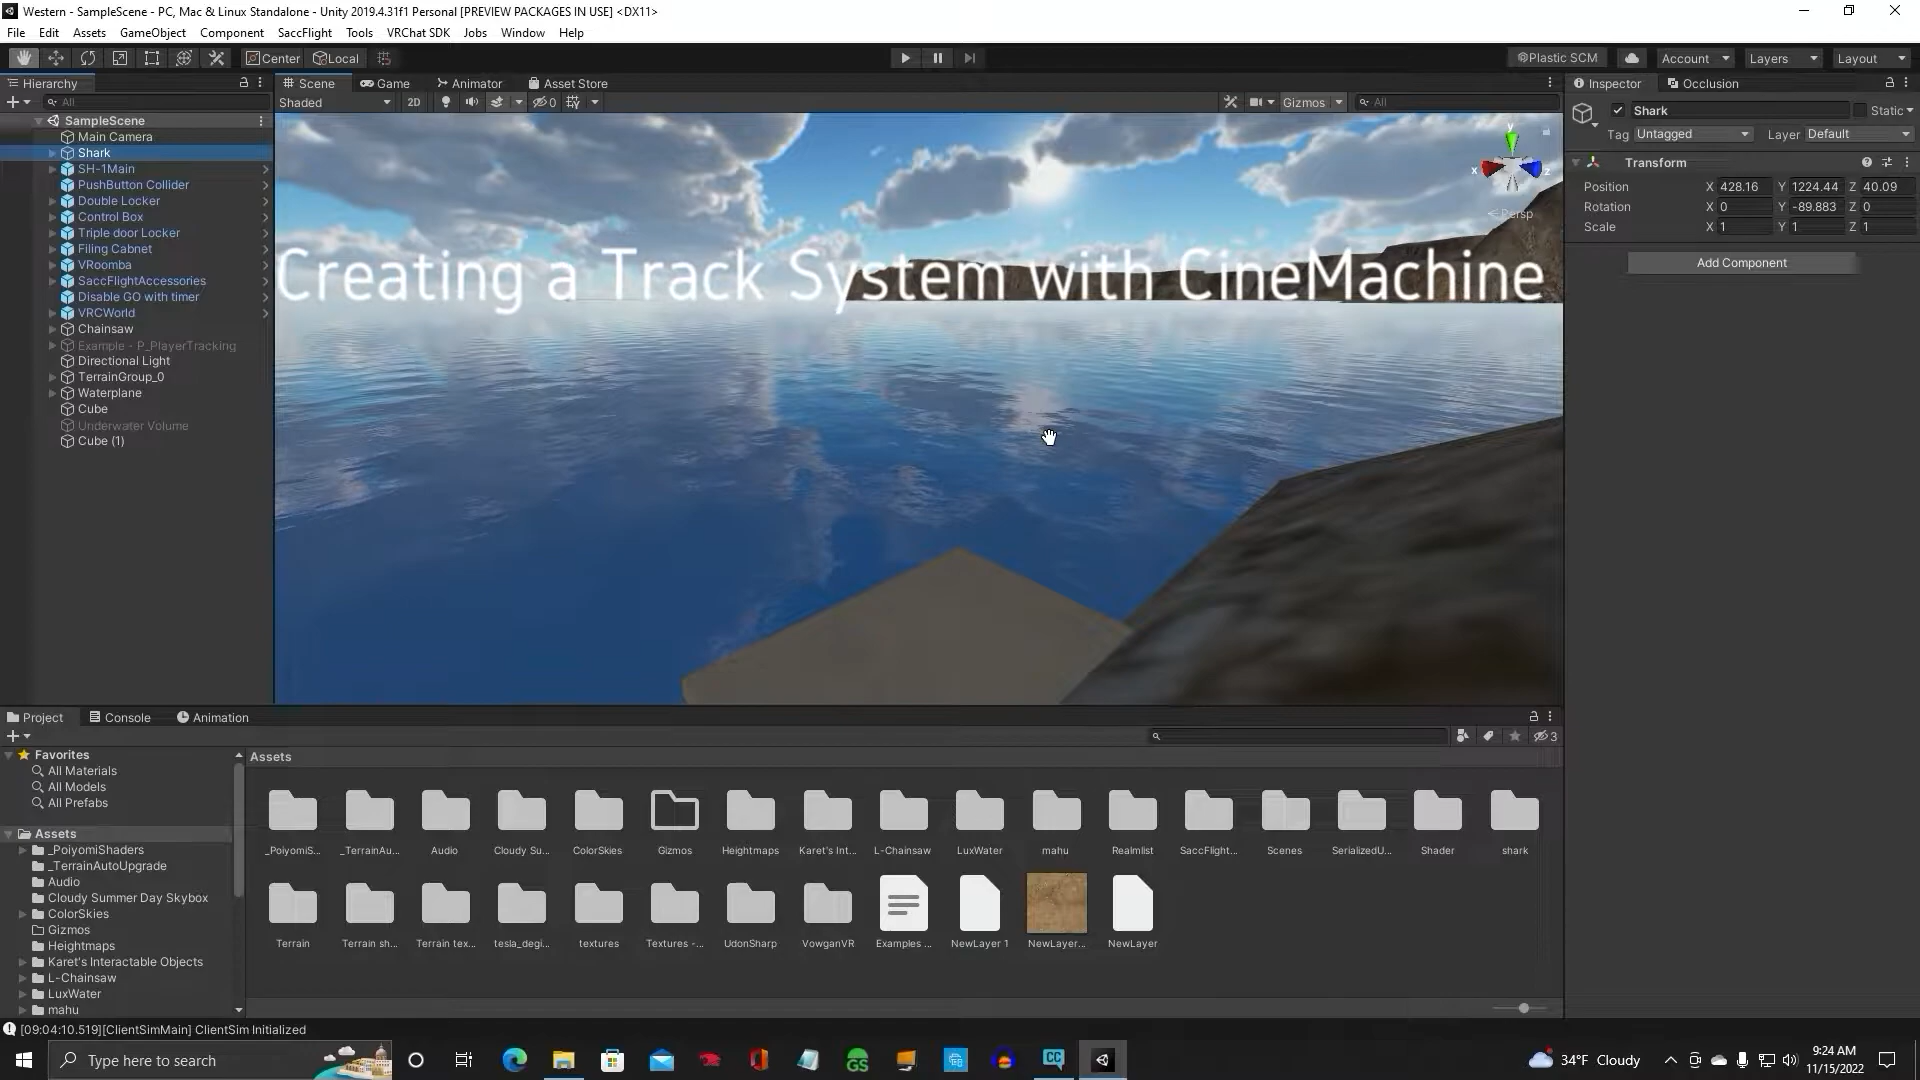 Western - SampleScene - PC, Mac & Linux Standalone - Unity 2019.4.31f1 Personal [PREVIEW PACKAGES IN USE] <DX11>
File Edit Assets GameObject Component SaccFlight Tools VRChat SDK Jobs Window Help
Center Local Plastic SCM Account Layers Layout
Hierarchy Scene Game Animator Asset Store Inspector Occlusion
All Shaded 2D 0 Gizmos All
SampleScene
Main Camera
Shark
SH-1Main
PushButton Collider
Double Locker
Control Box
Triple door Locker
Filing Cabnet
VRoomba
SaccFlightAccessories
Disable GO with timer
VRCWorld
Chainsaw
Example - P_PlayerTracking
Directional Light
TerrainGroup_0
Waterplane
Cube
Underwater Volume
Cube (1)
y
x z
Persp
Creating a Track System with CineMachine
Shark Static
Tag Untagged Layer Default
Transform
Position X 428.16 Y 1224.44 Z 40.09
Rotation X 0 Y -89.883 Z 0
Scale X 1 Y 1 Z 1
Add Component
Project Console Animation
3
Favorites
All Materials
All Models
All Prefabs
Assets
_PoiyomiShaders
_TerrainAutoUpgrade
Audio
Cloudy Summer Day Skybox
ColorSkies
Gizmos
Heightmaps
Karet's Interactable Objects
L-Chainsaw
LuxWater
mahu
Assets
_PoiyomiS... _TerrainAu... Audio Cloudy Su... ColorSkies Gizmos Heightmaps Karet's Int... L-Chainsaw LuxWater mahu Realmlist SaccFlight... Scenes SerializedU... Shader shark
Terrain Terrain sh... Terrain tex... tesla_degi... textures Textures -... UdonSharp VowganVR Examples ... NewLayer 1 NewLayer... NewLayer
[09:04:10.519][ClientSimMain] ClientSim Initialized
Type here to search
GS
CC
34°F Cloudy
9:24 AM
11/15/2022